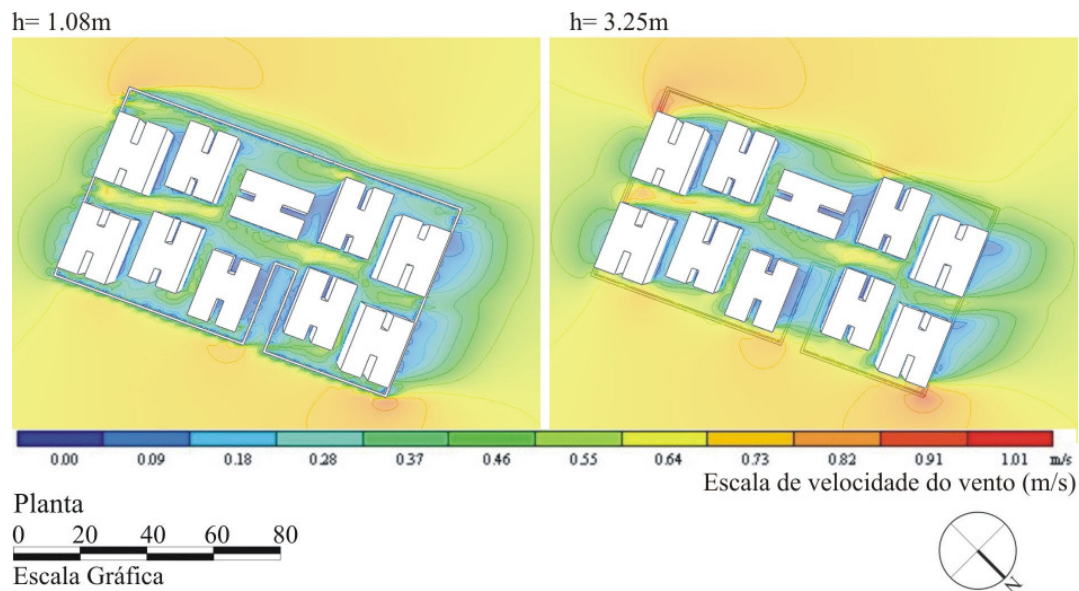 h= 1.08m
h= 3.25m
0.00 0.09 0.18 0.28 0.37 0.46 0.55 0.64 0.73 0.82 0.91 1.01 m/s
Escala de velocidade do vento (m/s)
Planta
0 20 40 60 80
Escala Gráfica
N